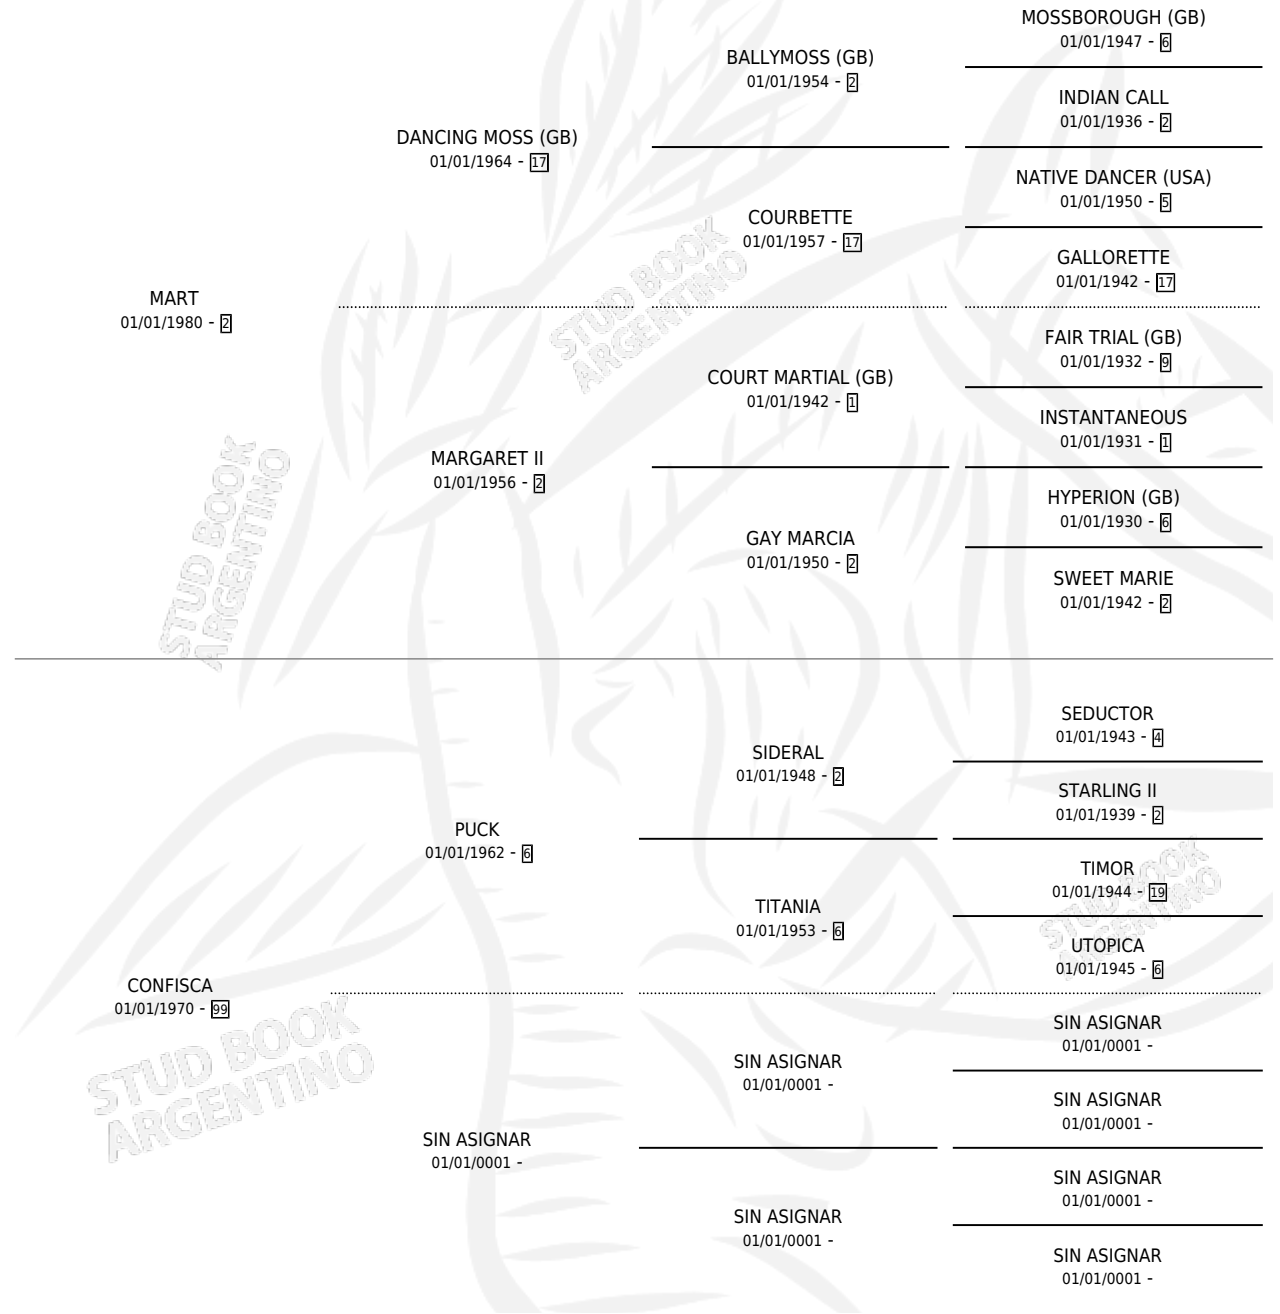 MOSSBOROUGH (GB)
01/01/1947 - 6
BALLYMOSS (GB)
01/01/1954 - 2
INDIAN CALL
01/01/1936 - 2
DANCING MOSS (GB)
01/01/1964 - 17
NATIVE DANCER (USA)
01/01/1950 - 5
COURBETTE
01/01/1957 - 17
GALLORETTE
01/01/1942 - 17
MART
01/01/1980 - 2
FAIR TRIAL (GB)
01/01/1932 - 9
COURT MARTIAL (GB)
01/01/1942 - 1
INSTANTANEOUS
01/01/1931 - 1
MARGARET II
01/01/1956 - 2
HYPERION (GB)
01/01/1930 - 6
GAY MARCIA
01/01/1950 - 2
SWEET MARIE
01/01/1942 - 2
SEDUCTOR
01/01/1943 - 4
SIDERAL
01/01/1948 - 2
STARLING II
01/01/1939 - 2
PUCK
01/01/1962 - 6
TIMOR
01/01/1944 - 19
TITANIA
01/01/1953 - 6
UTOPICA
01/01/1945 - 6
CONFISCA
01/01/1970 - 99
SIN ASIGNAR
01/01/0001 -
SIN ASIGNAR
01/01/0001 -
SIN ASIGNAR
01/01/0001 -
SIN ASIGNAR
01/01/0001 -
SIN ASIGNAR
01/01/0001 -
SIN ASIGNAR
01/01/0001 -
SIN ASIGNAR
01/01/0001 -
STUD BOOK
ARGENTINO
STUD BOOK
ARGENTINO
STUD BOOK
ARGENTINO
STUD BOOK
ARGENTINO